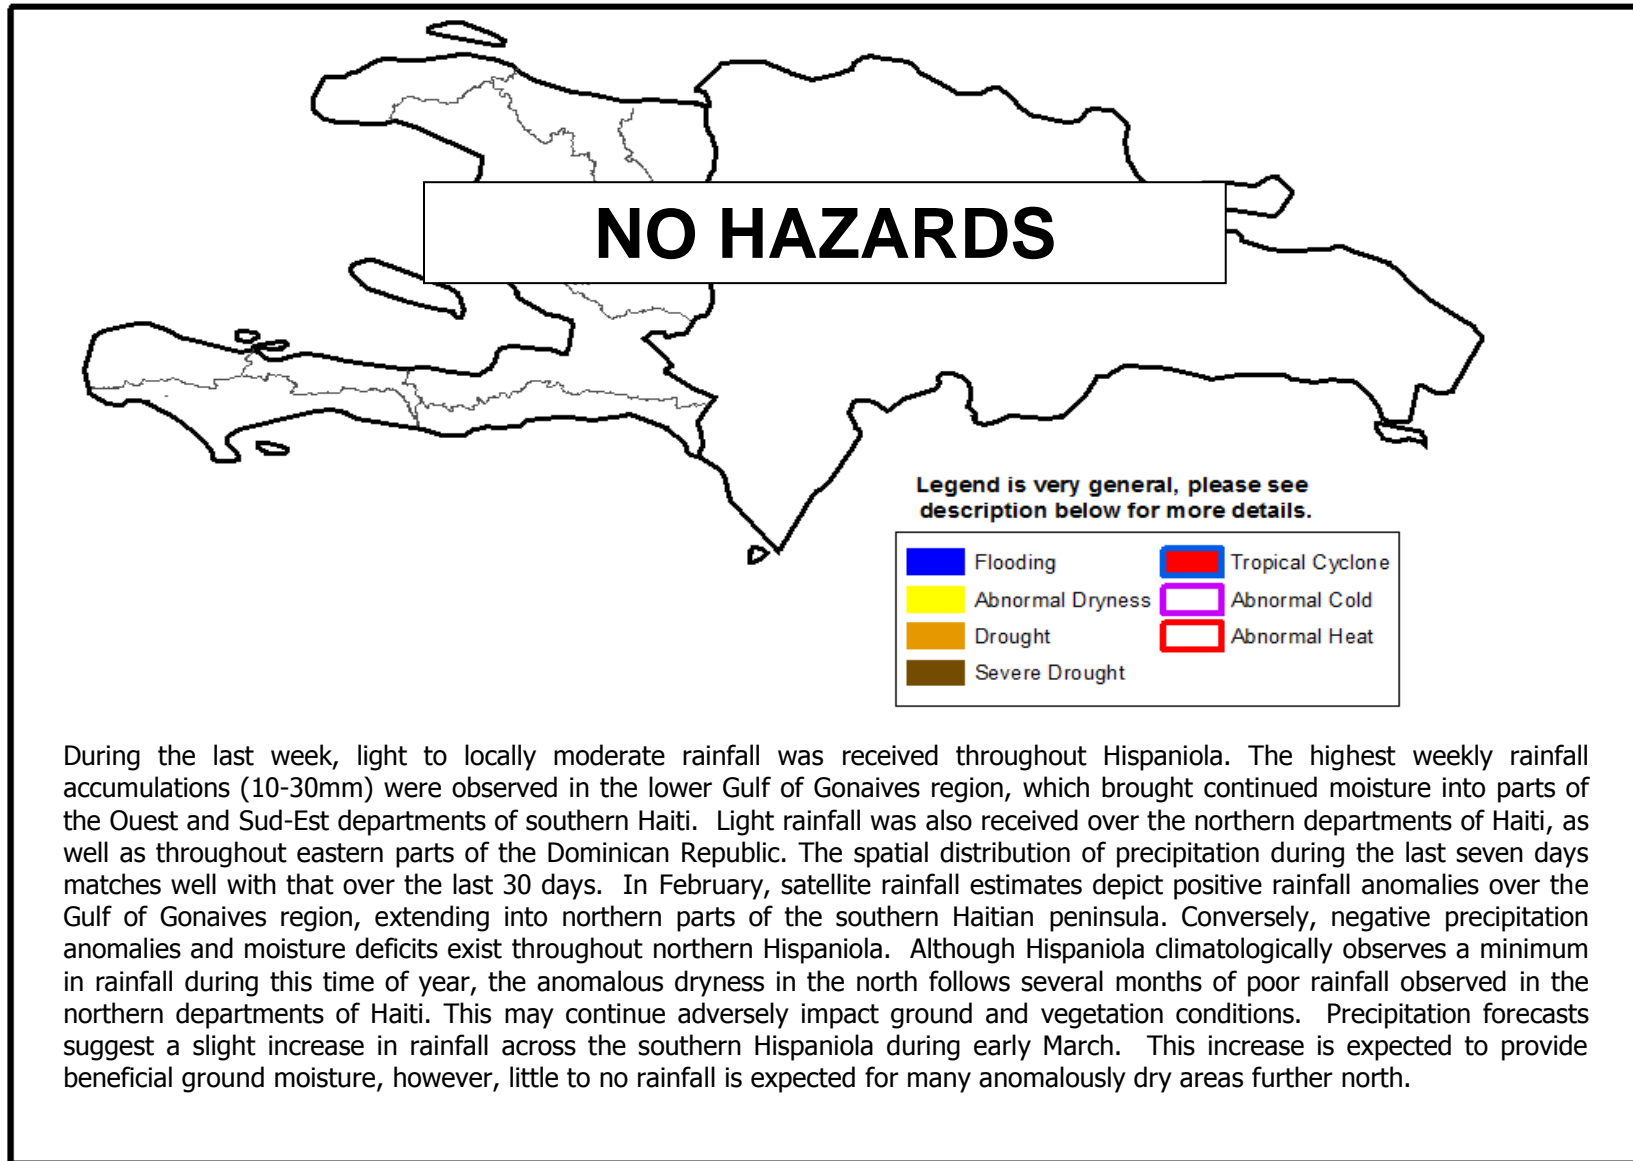 NO HAZARDS
Legend is very general, please see
description below for more details.
Flooding
Tropical Cyclone
Abnormal Dryness
Abnormal Cold
Drought
Abnormal Heat
Severe Drought
During the last week, light to locally moderate rainfall was received throughout Hispaniola. The highest weekly rainfall
accumulations (10-30mm) were observed in the lower Gulf of Gonaives region, which brought continued moisture into parts of
the Ouest and Sud-Est departments of southern Haiti. Light rainfall was also received over the northern departments of Haiti, as
well as throughout eastern parts of the Dominican Republic. The spatial distribution of precipitation during the last seven days
matches well with that over the last 30 days. In February, satellite rainfall estimates depict positive rainfall anomalies over the
Gulf of Gonaives region, extending into northern parts of the southern Haitian peninsula. Conversely, negative precipitation
anomalies and moisture deficits exist throughout northern Hispaniola. Although Hispaniola climatologically observes a minimum
in rainfall during this time of year, the anomalous dryness in the north follows several months of poor rainfall observed in the
northern departments of Haiti. This may continue adversely impact ground and vegetation conditions. Precipitation forecasts
suggest a slight increase in rainfall across the southern Hispaniola during early March. This increase is expected to provide
beneficial ground moisture, however, little to no rainfall is expected for many anomalously dry areas further north.